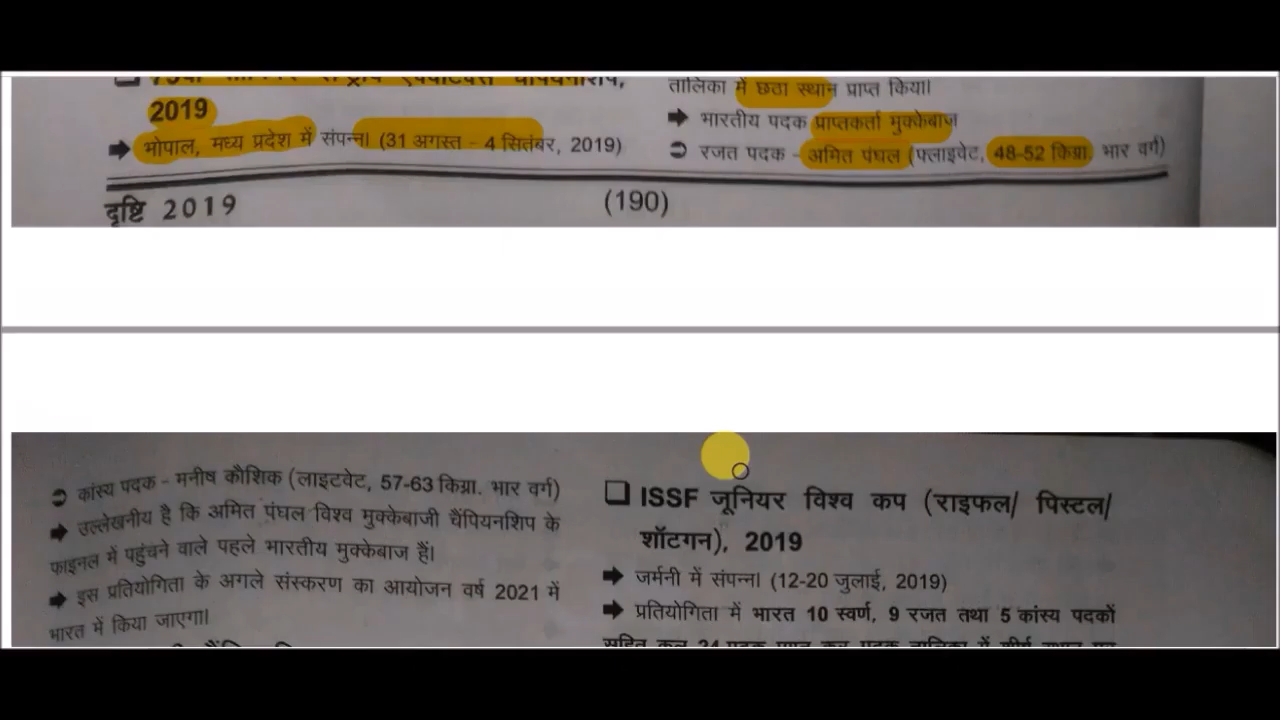 2019
➡ भोपाल, मध्य प्रदेश में संपन्न। (31 अगस्त - 4 सितंबर, 2019)
तालिका में छठा स्थान प्राप्त किया।
➡ भारतीय पदक प्राप्तकर्ता मुक्केबाज
➲ रजत पदक - अमित पंघल (फ्लाइवेट, 48-52 किग्रा. भार वर्ग)
दृष्टि 2019
(190)
➲ कांस्य पदक - मनीष कौशिक (लाइटवेट, 57-63 किग्रा. भार वर्ग)
➡ उल्लेखनीय है कि अमित पंघल विश्व मुक्केबाजी चैंपियनशिप के
फाइनल में पहुंचने वाले पहले भारतीय मुक्केबाज हैं।
➡ इस प्रतियोगिता के अगले संस्करण का आयोजन वर्ष 2021 में
भारत में किया जाएगा।
❑ ISSF जूनियर विश्व कप (राइफल/ पिस्टल/
शॉटगन), 2019
➡ जर्मनी में संपन्न। (12-20 जुलाई, 2019)
➡ प्रतियोगिता में भारत 10 स्वर्ण, 9 रजत तथा 5 कांस्य पदकों